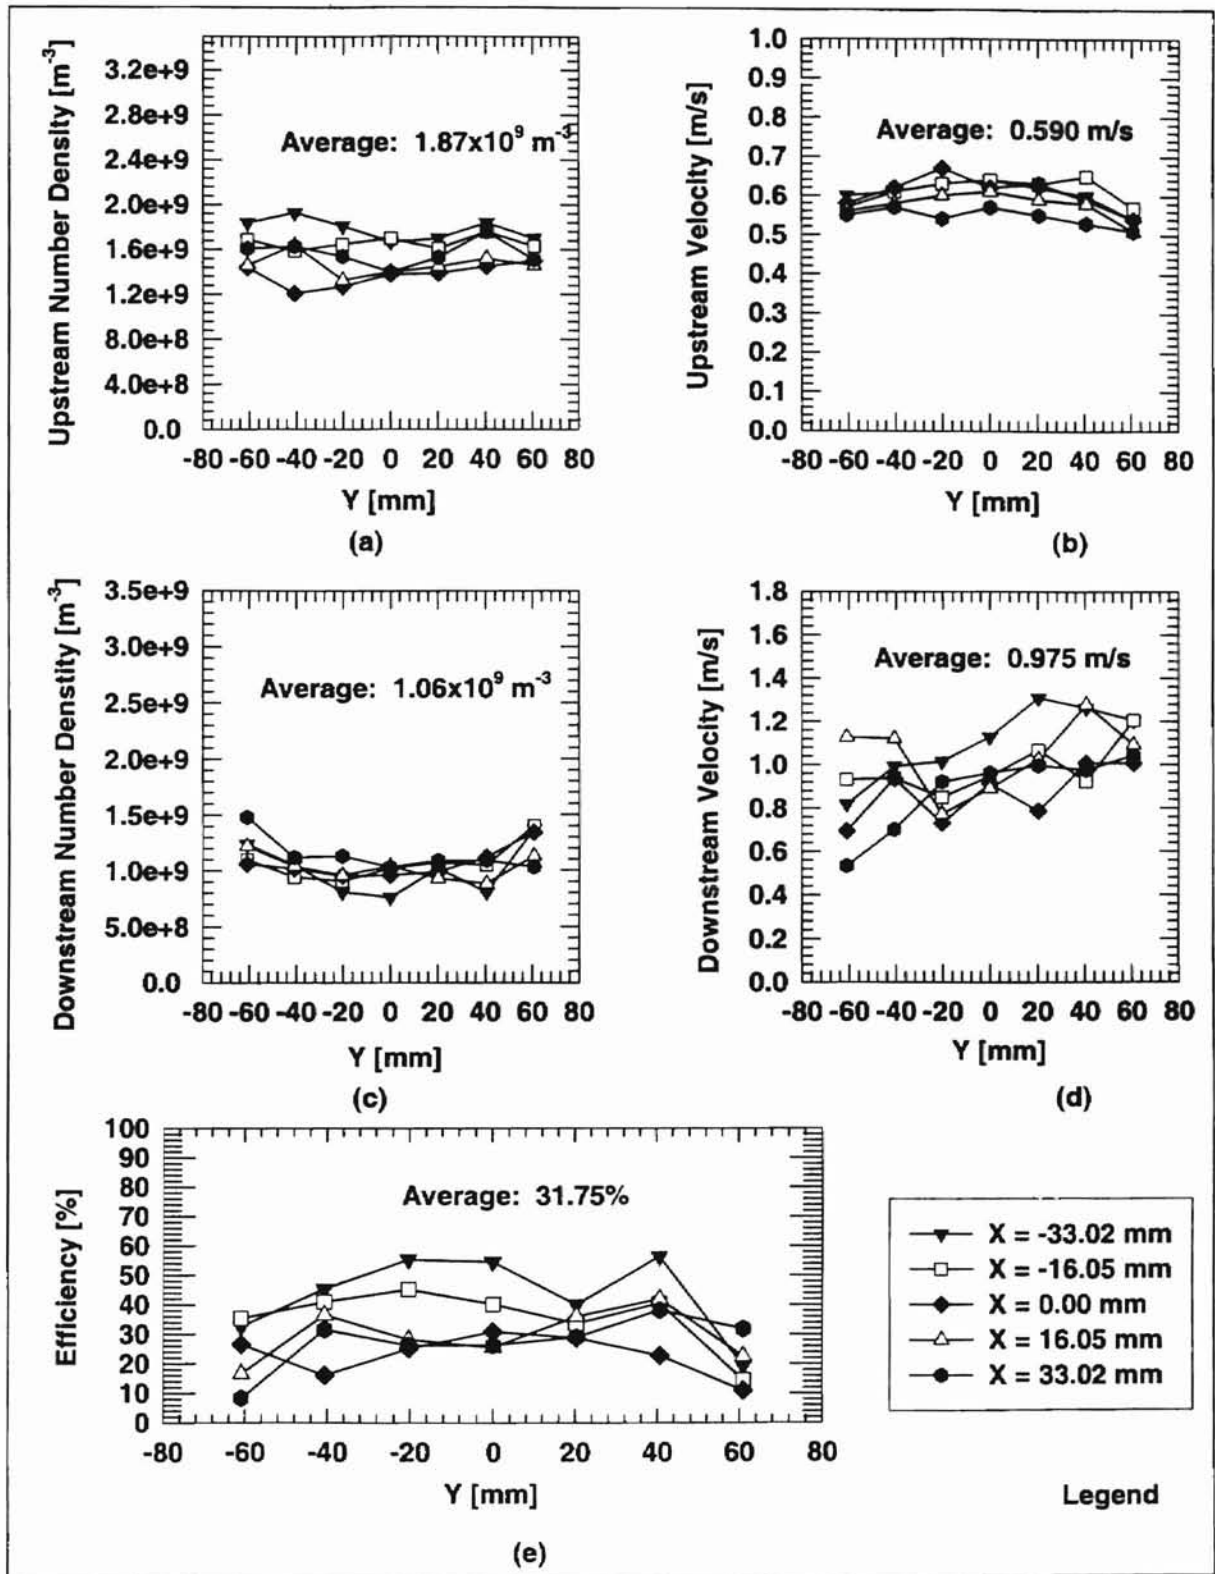 Upstream Number Density [m⁻³]
3.2e+9
2.8e+9
2.4e+9
2.0e+9
1.6e+9
1.2e+9
8.0e+8
4.0e+8
0.0
Average: 1.87x10⁹ m⁻³
-80 -60 -40 -20 0 20 40 60 80
Y [mm]
(a)
Upstream Velocity [m/s]
1.0
0.9
0.8
0.7
0.6
0.5
0.4
0.3
0.2
0.1
0.0
Average: 0.590 m/s
-80 -60 -40 -20 0 20 40 60 80
Y [mm]
(b)
Downstream Number Denstity [m⁻³]
3.5e+9
3.0e+9
2.5e+9
2.0e+9
1.5e+9
1.0e+9
5.0e+8
0.0
Average: 1.06x10⁹ m⁻³
-80 -60 -40 -20 0 20 40 60 80
Y [mm]
(c)
Downstream Velocity [m/s]
1.8
1.6
1.4
1.2
1.0
0.8
0.6
0.4
0.2
0.0
Average: 0.975 m/s
-80 -60 -40 -20 0 20 40 60 80
Y [mm]
(d)
Efficiency [%]
100
90
80
70
60
50
40
30
20
10
0
Average: 31.75%
-80 -60 -40 -20 0 20 40 60 80
Y [mm]
(e)
X = -33.02 mm
X = -16.05 mm
X = 0.00 mm
X = 16.05 mm
X = 33.02 mm
Legend